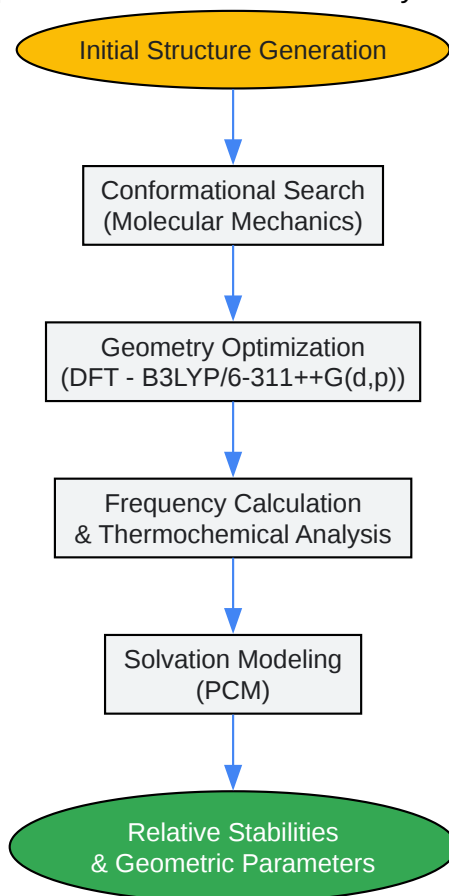 Initial Structure Generation
Conformational Search
(Molecular Mechanics)
Geometry Optimization
(DFT - B3LYP/6-311++G(d,p))
Frequency Calculation
& Thermochemical Analysis
Solvation Modeling
(PCM)
Relative Stabilities
& Geometric Parameters